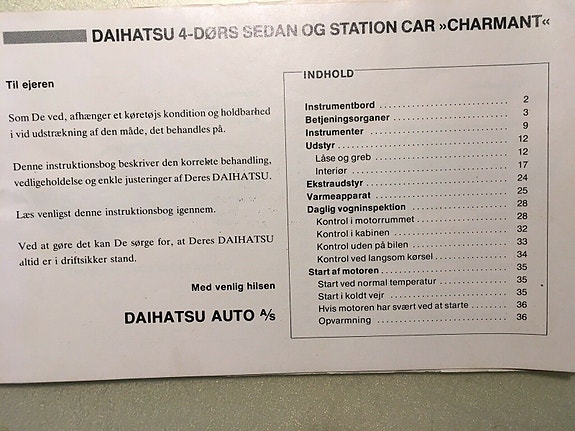 DAIHATSU 4-DØRS SEDAN OG STATION CAR »CHARMANT«
Til ejeren
Som De ved, afhænger et køretøjs kondition og holdbarhed
i vid udstrækning af den måde, det behandles på.
Denne instruktionsbog beskriver den korrekte behandling,
vedligeholdelse og enkle justeringer af Deres DAIHATSU.
Læs venligst denne instruktionsbog igennem.
Ved at gøre det kan De sørge for, at Deres DAIHATSU
altid er i driftsikker stand.
Med venlig hilsen
DAIHATSU AUTO A/S
INDHOLD
Instrumentbord . . . . . . . . . . . . . . . . . . . . 2
Betjeningsorganer . . . . . . . . . . . . . . . . . . . . 3
Instrumenter . . . . . . . . . . . . . . . . . . . . 9
Udstyr . . . . . . . . . . . . . . . . . . . . 12
Låse og greb . . . . . . . . . . . . . . . . . . . . 12
Interiør . . . . . . . . . . . . . . . . . . . . 17
Ekstraudstyr . . . . . . . . . . . . . . . . . . . . 24
Varmeapparat . . . . . . . . . . . . . . . . . . . . 25
Daglig vogninspektion . . . . . . . . . . . . . . . . . . . . 28
Kontrol i motorrummet . . . . . . . . . . . . . . . . . . . . 28
Kontrol i kabinen . . . . . . . . . . . . . . . . . . . . 32
Kontrol uden på bilen . . . . . . . . . . . . . . . . . . . . 33
Kontrol ved langsom kørsel . . . . . . . . . . . . . . . . . . . . 34
Start af motoren . . . . . . . . . . . . . . . . . . . . 35
Start ved normal temperatur . . . . . . . . . . . . . . . . . . . . 35
Start i koldt vejr . . . . . . . . . . . . . . . . . . . . 35
Hvis motoren har svært ved at starte . . . . . . . . . . 36
Opvarmning . . . . . . . . . . . . . . . . . . . . 36